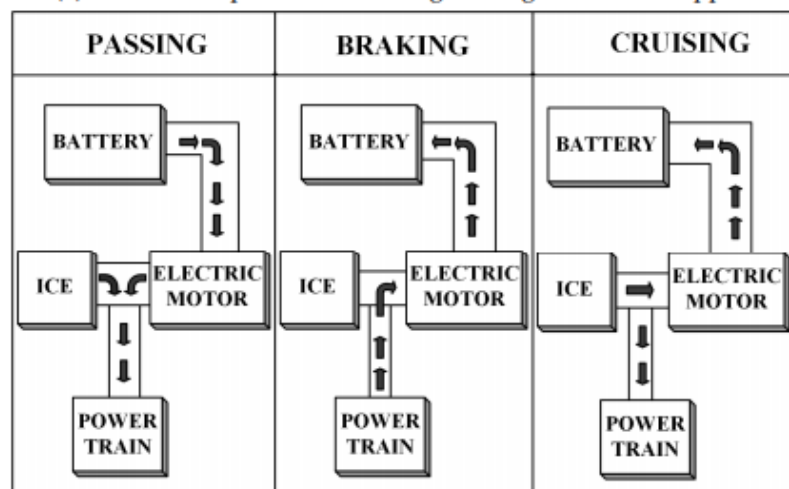 PASSING
BRAKING
CRUISING
BATTERY
ICE
ELECTRIC
MOTOR
POWER
TRAIN
BATTERY
ICE
ELECTRIC
MOTOR
POWER
TRAIN
BATTERY
ICE
ELECTRIC
MOTOR
POWER
TRAIN